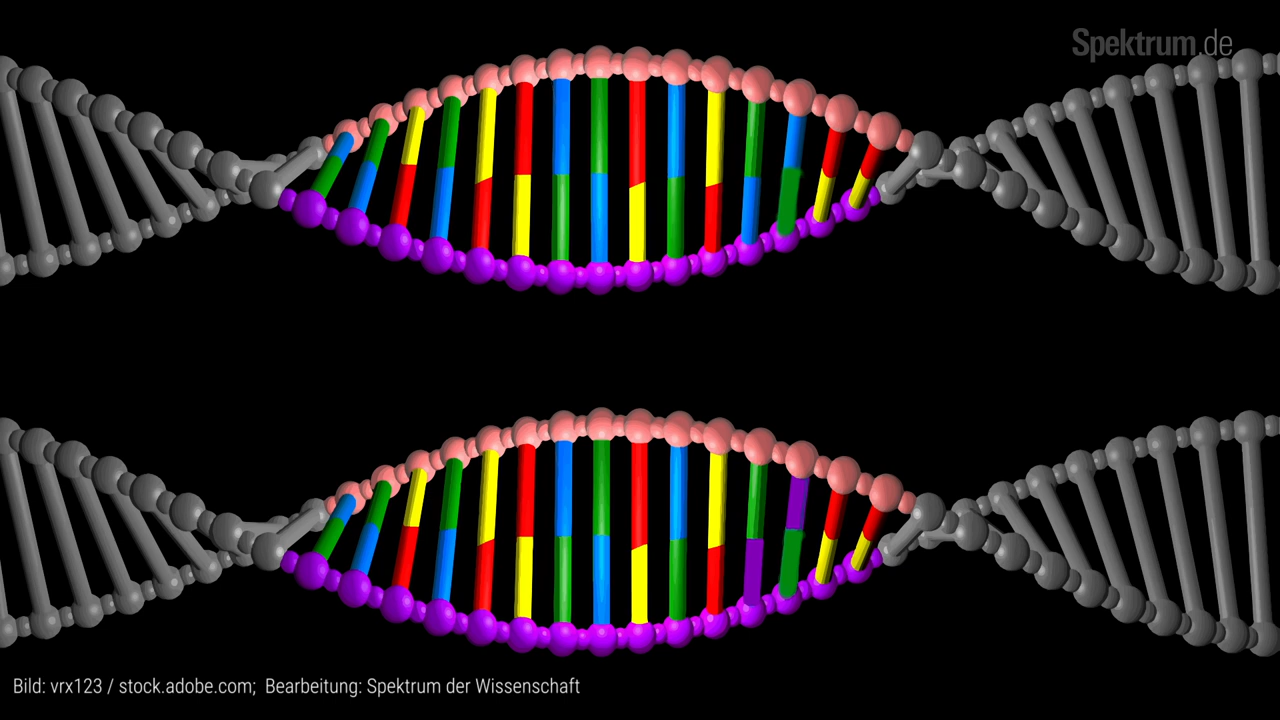 Spektrum.de
Bild: vrx123 / stock.adobe.com; Bearbeitung: Spektrum der Wissenschaft